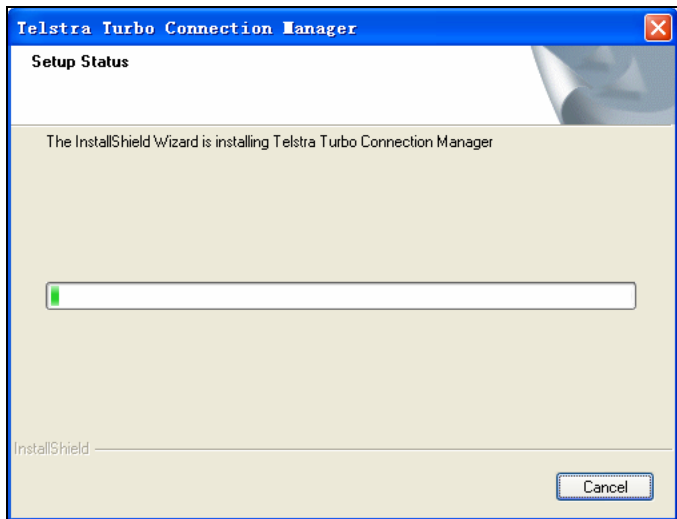 Telstra Turbo Connection Manager
Setup Status
The InstallShield Wizard is installing Telstra Turbo Connection Manager
InstallShield
Cancel